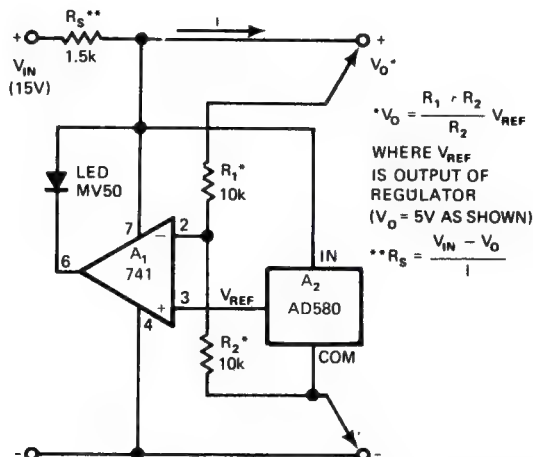 RS** I
+ +
1.5k
VIN VO*
(15V)
*VO = R1 + R2 / R2 VREF
WHERE VREF
IS OUTPUT OF
REGULATOR
(VO = 5V AS SHOWN)
**RS = VIN − VO / I
LED
MV50
R1*
10k
7 2 −
6 A1 IN
741 A2
VREF AD580
+ 3
4
R2* COM
10k
− −